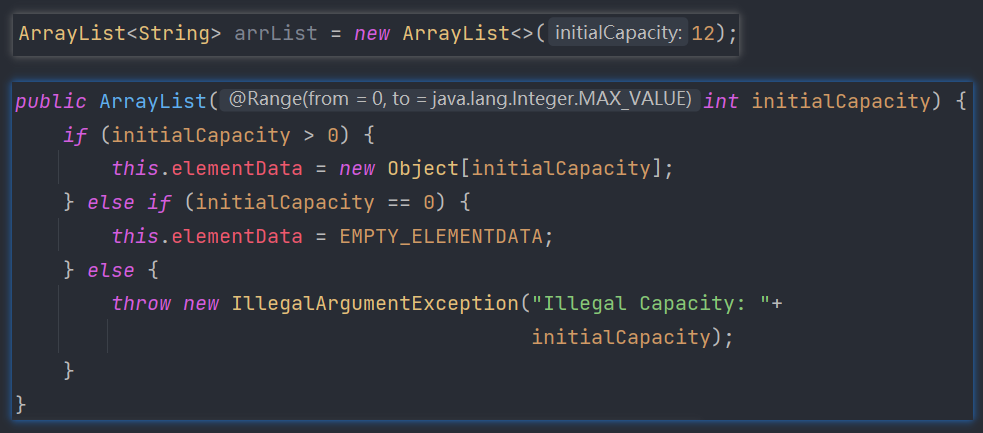 ArrayList<String> arrList = new ArrayList<>( initialCapacity: 12);
public ArrayList( @Range(from = 0, to = java.lang.Integer.MAX_VALUE) int initialCapacity) {
if (initialCapacity > 0) {
this.elementData = new Object[initialCapacity];
} else if (initialCapacity == 0) {
this.elementData = EMPTY_ELEMENTDATA;
} else {
throw new IllegalArgumentException("Illegal Capacity: "+
initialCapacity);
}
}